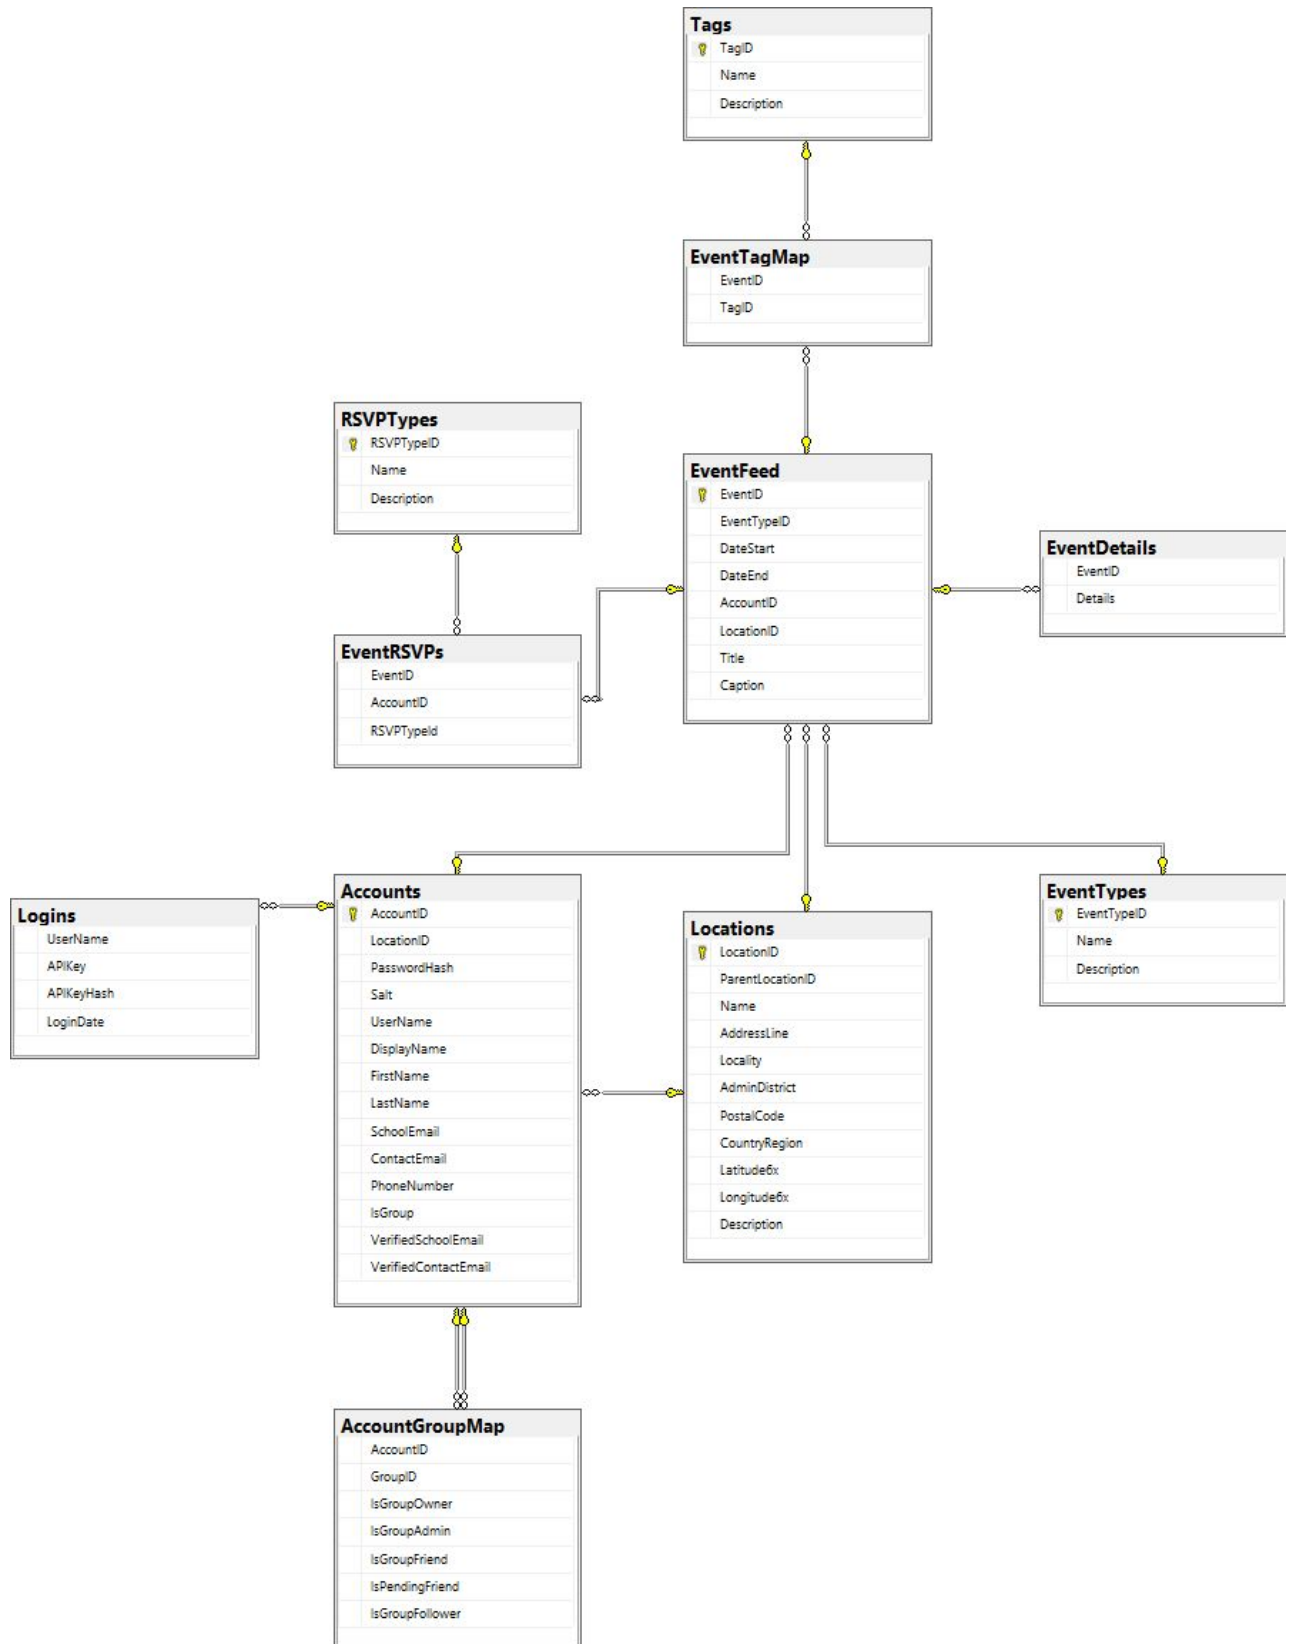 Tags
TagID
Name
Description
EventTagMap
EventID
TagID
RSVPTypes
RSVPTypeID
Name
Description
EventFeed
EventID
EventTypeID
DateStart
DateEnd
AccountID
LocationID
Title
Caption
EventDetails
EventID
Details
EventRSVPs
EventID
AccountID
RSVPTypeId
Logins
UserName
APIKey
APIKeyHash
LoginDate
Accounts
AccountID
LocationID
PasswordHash
Salt
UserName
DisplayName
FirstName
LastName
SchoolEmail
ContactEmail
PhoneNumber
IsGroup
VerifiedSchoolEmail
VerifiedContactEmail
Locations
LocationID
ParentLocationID
Name
AddressLine
Locality
AdminDistrict
PostalCode
CountryRegion
Latitude6x
Longitude6x
Description
EventTypes
EventTypeID
Name
Description
AccountGroupMap
AccountID
GroupID
IsGroupOwner
IsGroupAdmin
IsGroupFriend
IsPendingFriend
IsGroupFollower